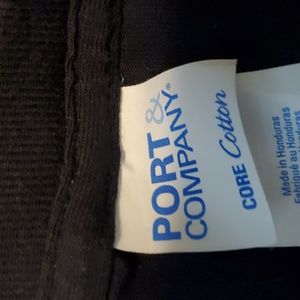 PORT &
COMPANY®
CORE Cotton
Made in Honduras